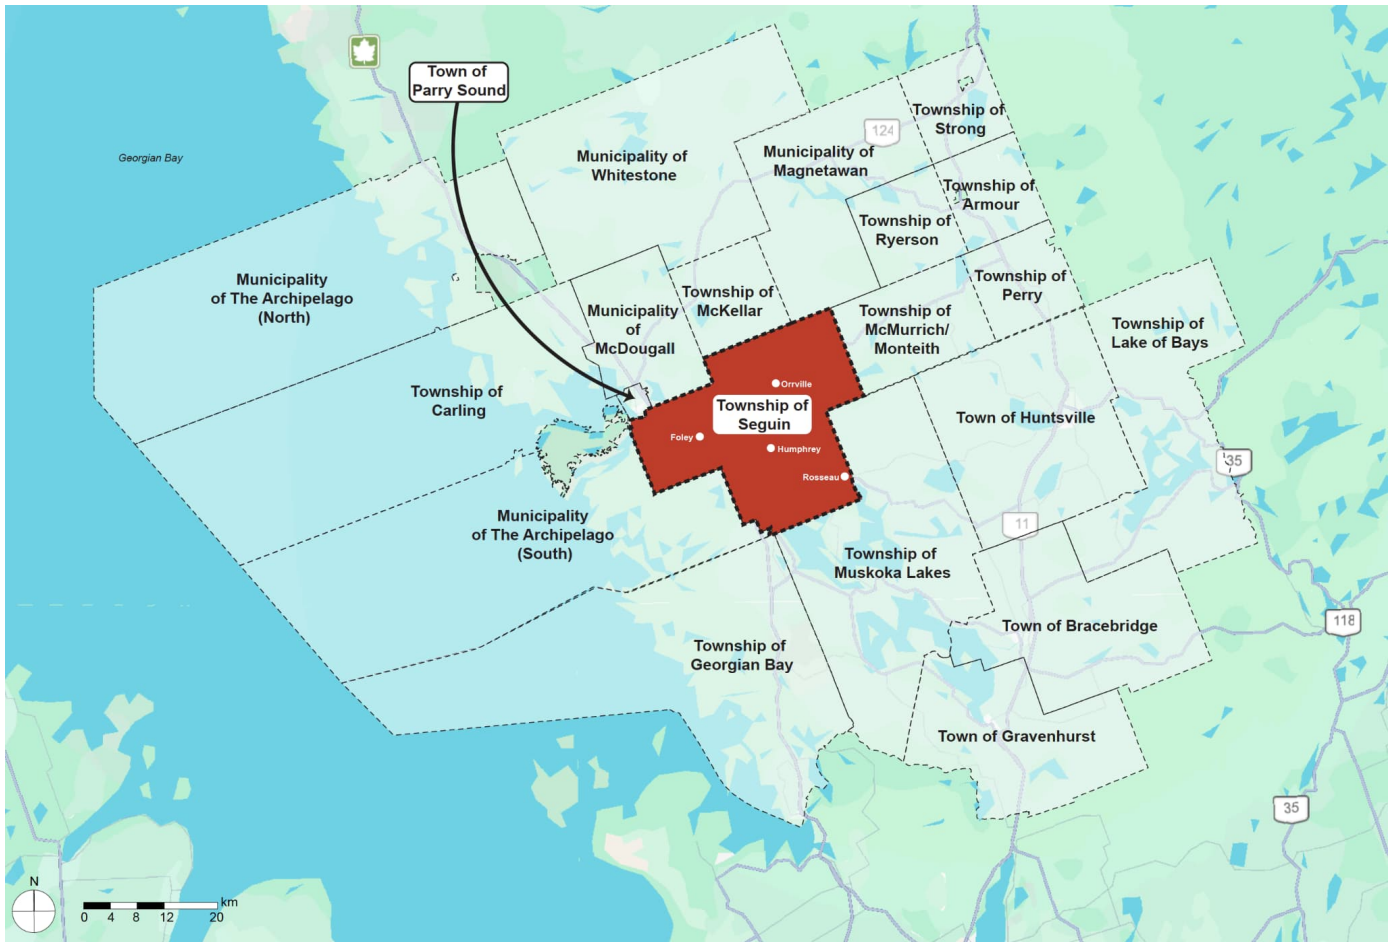 Town of
Parry Sound
Georgian Bay
124
Township of
Strong
Municipality of
Whitestone
Municipality of
Magnetawan
Township of
Armour
Township of
Ryerson
Municipality
of The Archipelago
(North)
Township of
McKellar
Township of
Perry
Municipality
of
McDougall
Township of
McMurrich/
Monteith
Township of
Lake of Bays
Township of
Carling
Orrville
Township of
Seguin
Town of Huntsville
Foley
Humphrey
Rosseau
35
Municipality
of The Archipelago
(South)
11
Township of
Muskoka Lakes
118
Town of Bracebridge
Township of
Georgian Bay
Town of Gravenhurst
35
N
km
0 4 8 12 20